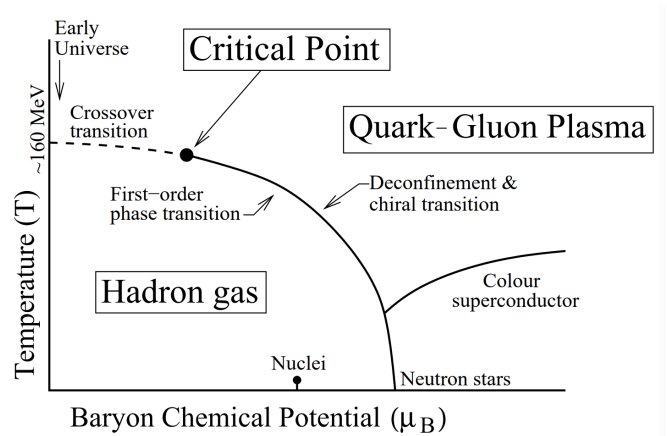 Early
Universe
Critical Point
Crossover
transition
~160 MeV
Quark-Gluon Plasma
First-order
phase transition
Deconfinement &
chiral transition
Temperature (T)
Hadron gas
Colour
superconductor
Nuclei
Neutron stars
Baryon Chemical Potential (μB)